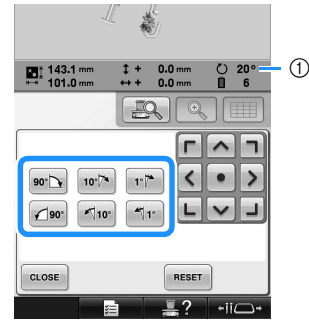 143.1 mm + 0.0 mm 20° ①
101.0 mm + 0.0 mm 6
90° 10° 1°
90° 10° 1°
CLOSE RESET
?